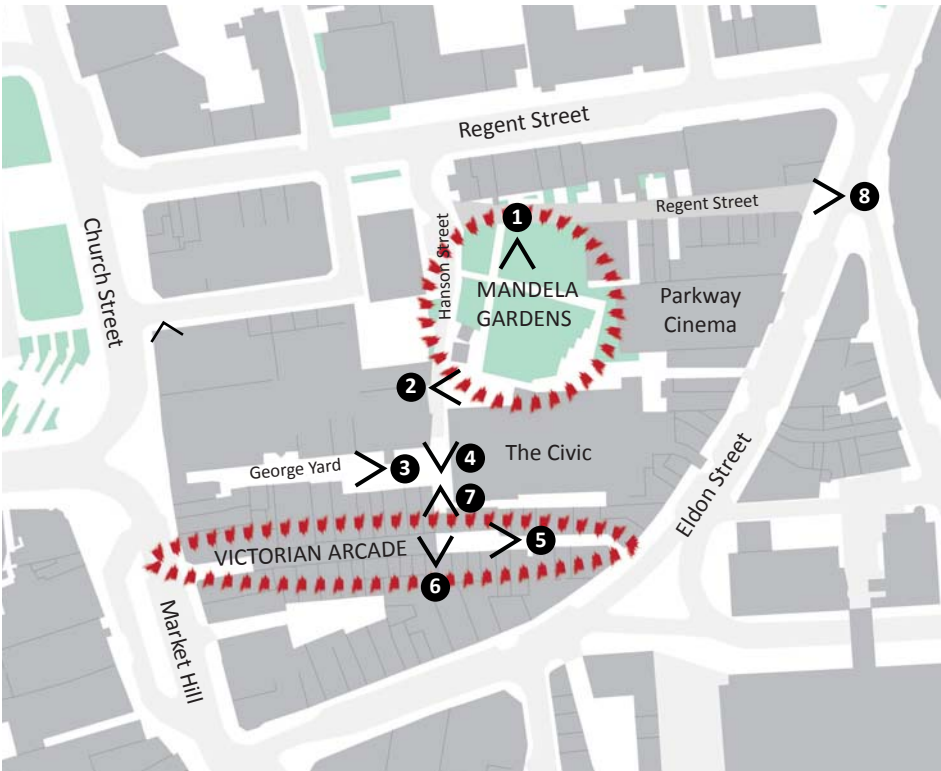 Regent Street
Regent Street
8
1
Church Street
Hanson Street
MANDELA
GARDENS
Parkway
Cinema
2
The Civic
4
George Yard
3
7
Eldon Street
5
VICTORIAN ARCADE
6
Market Hill